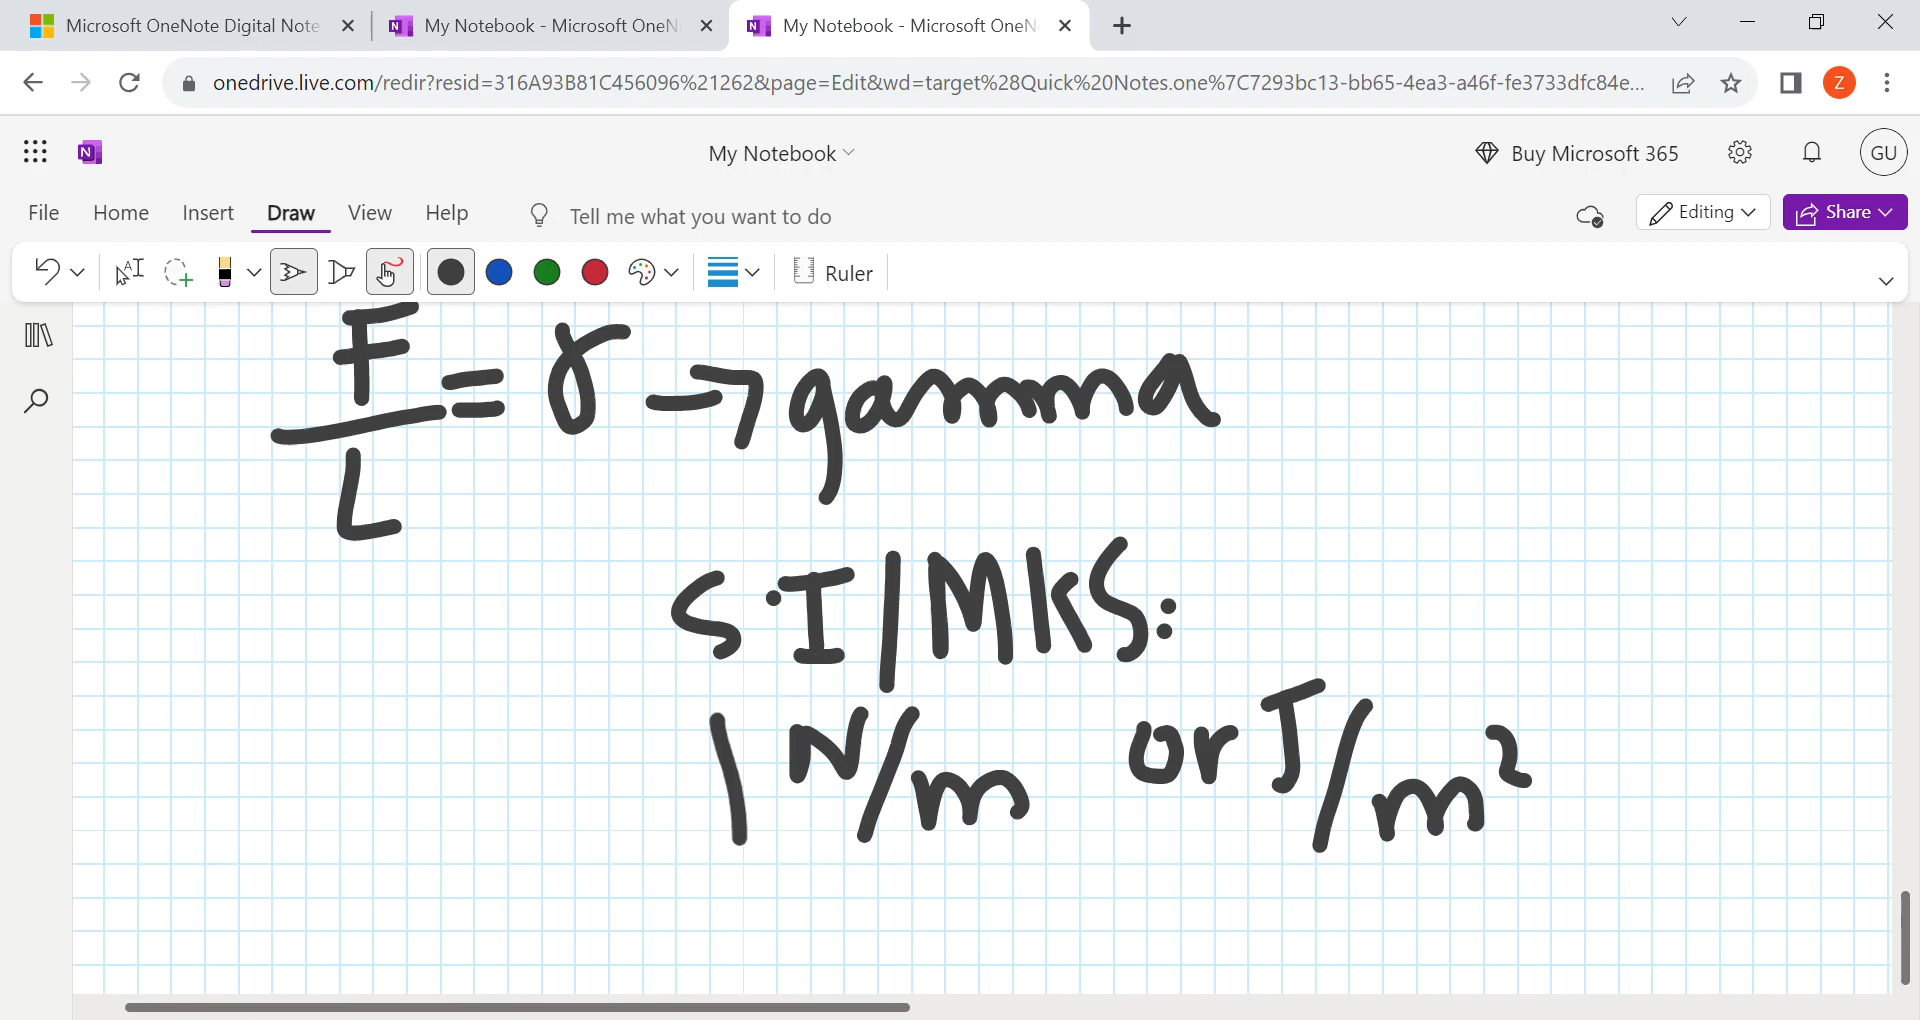 Microsoft OneNote Digital Note
My Notebook - Microsoft OneN
My Notebook - Microsoft OneN
onedrive.live.com/redir?resid=316A93B81C456096%21262&page=Edit&wd=target%28Quick%20Notes.one%7C7293bc13-bb65-4ea3-a46f-fe3733dfc84e...
Z
N
My Notebook
Buy Microsoft 365
GU
File Home Insert Draw View Help Tell me what you want to do
Editing
Share
Ruler
F/L = γ → gamma
S.I/MKS:
1 N/m or J/m²